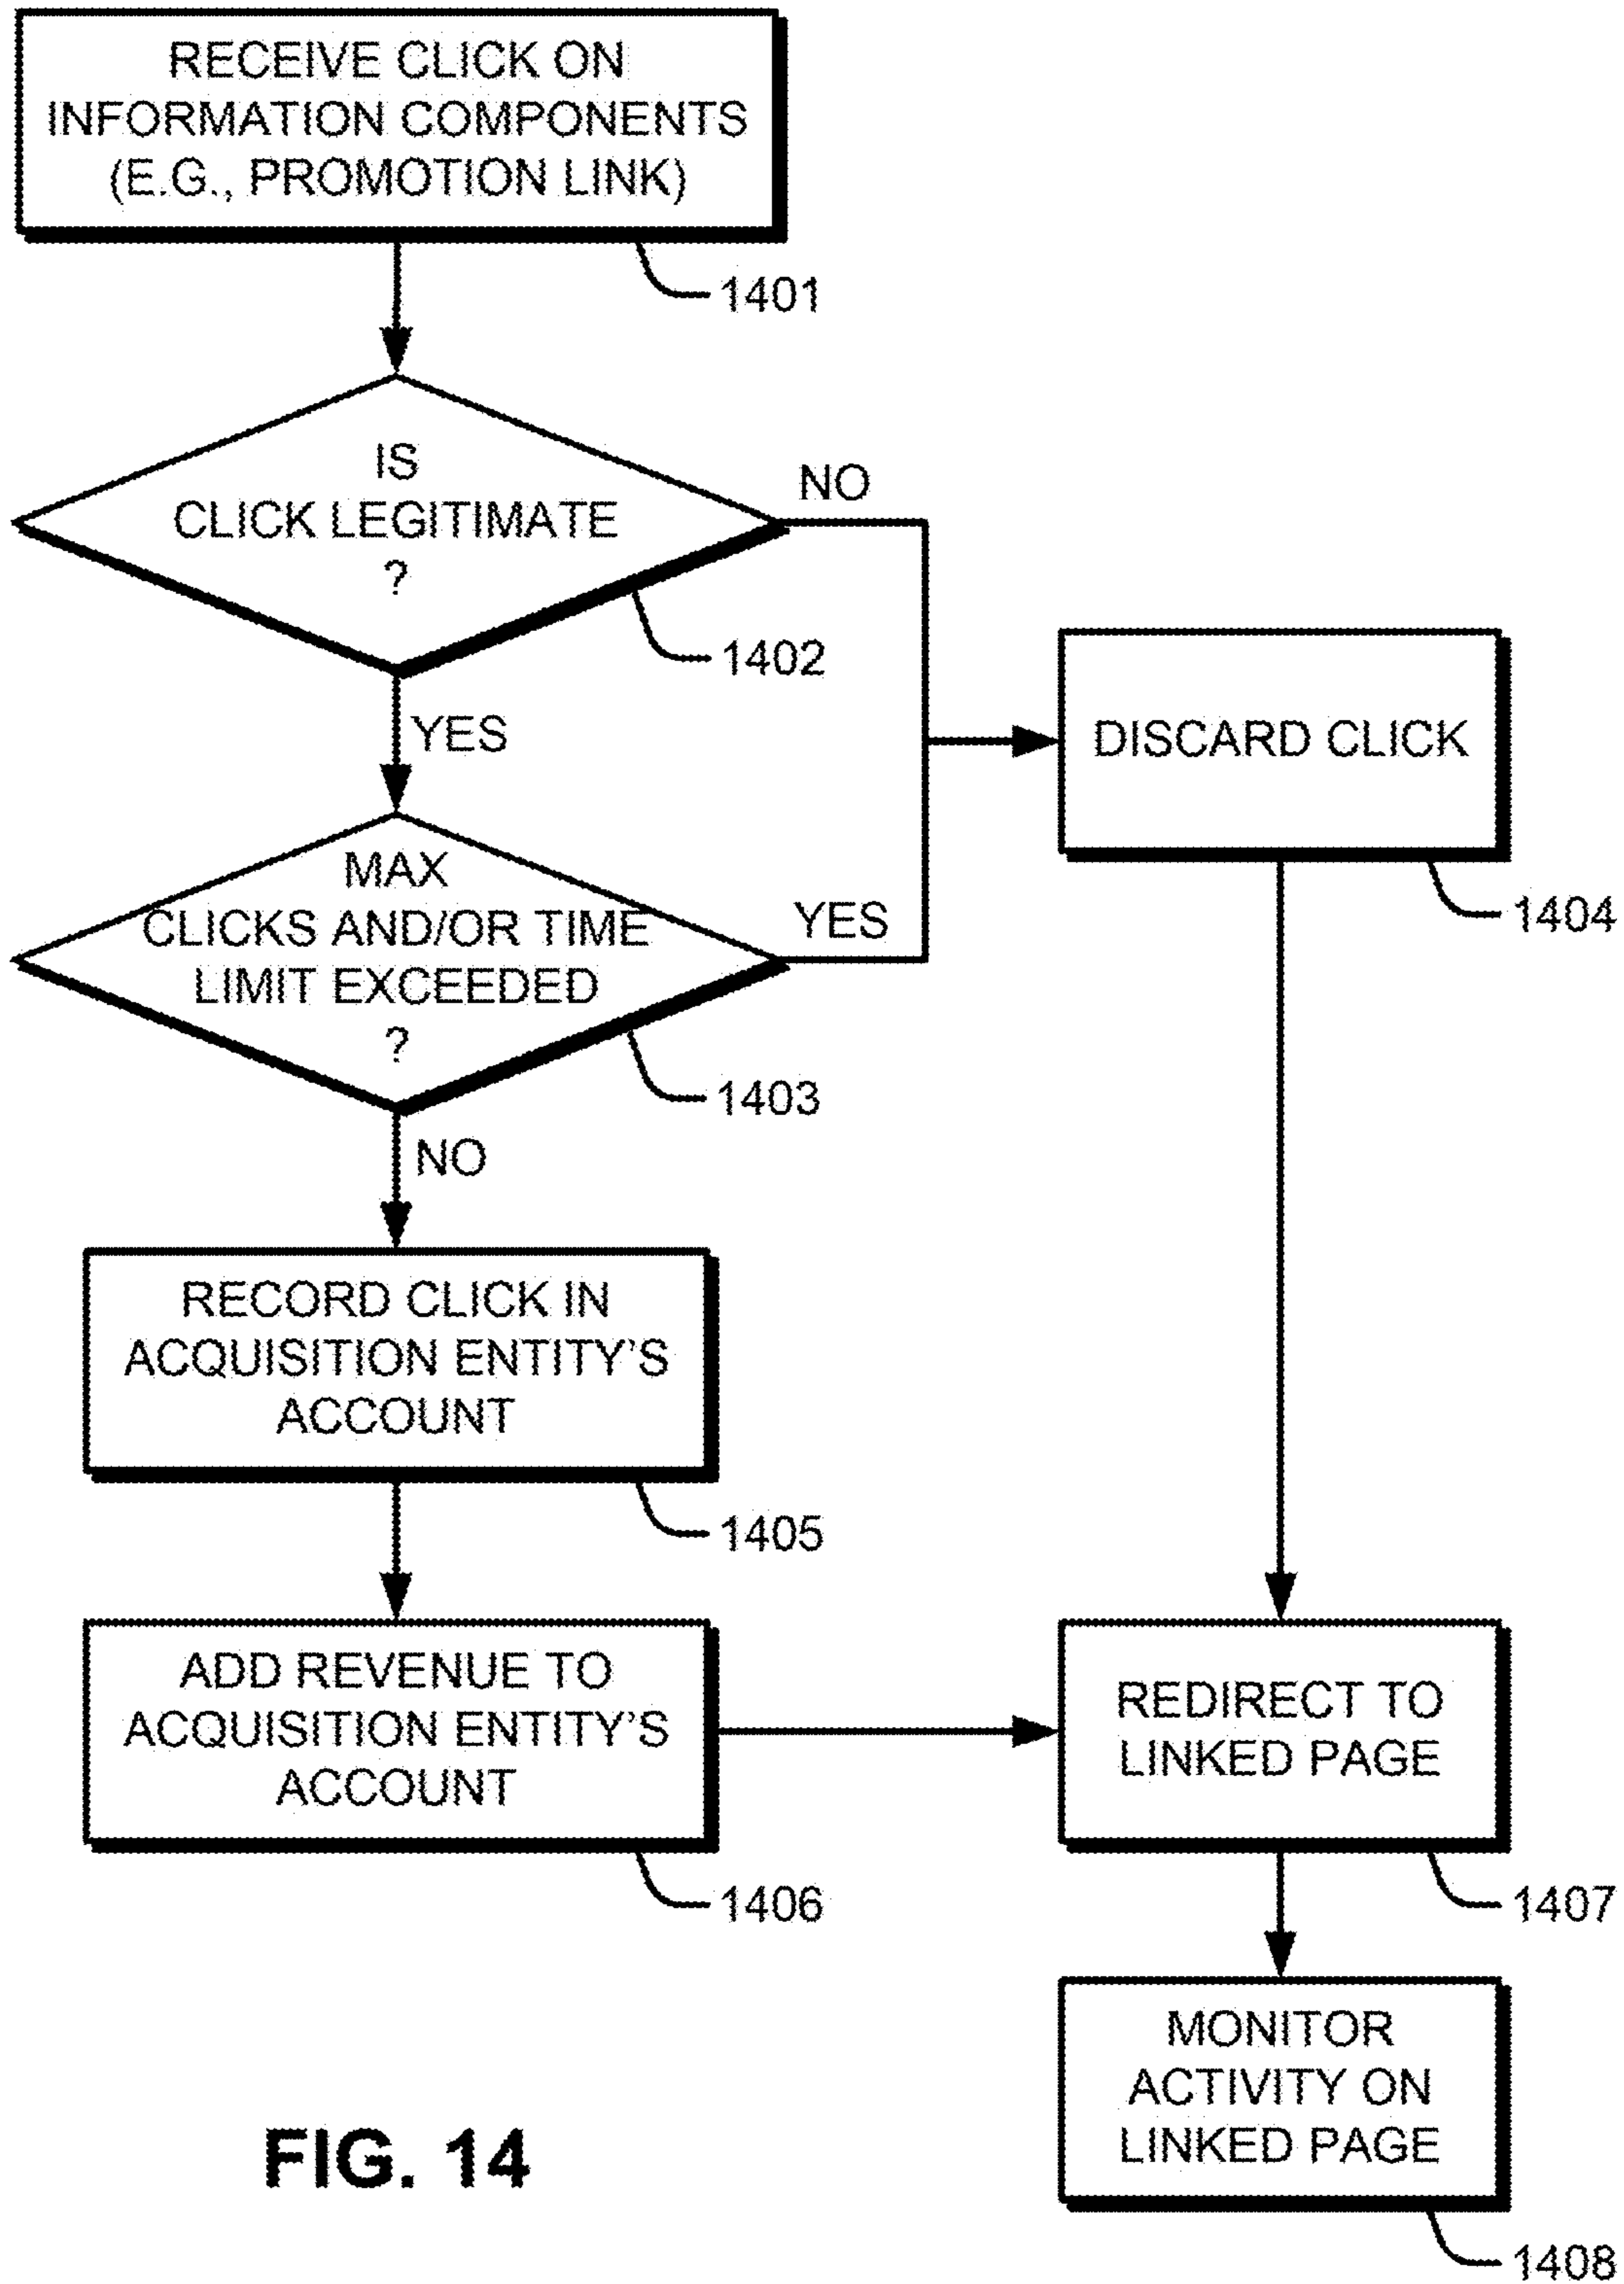 RECEIVE CLICK ON
INFORMATION COMPONENTS
(E.G., PROMOTION LINK)
1401
IS
CLICK LEGITIMATE
?
NO
1402
YES
DISCARD CLICK
1404
MAX
CLICKS AND/OR TIME
LIMIT EXCEEDED
?
YES
1403
NO
RECORD CLICK IN
ACQUISITION ENTITY'S
ACCOUNT
1405
ADD REVENUE TO
ACQUISITION ENTITY'S
ACCOUNT
1406
REDIRECT TO
LINKED PAGE
1407
MONITOR
ACTIVITY ON
LINKED PAGE
1408
FIG. 14